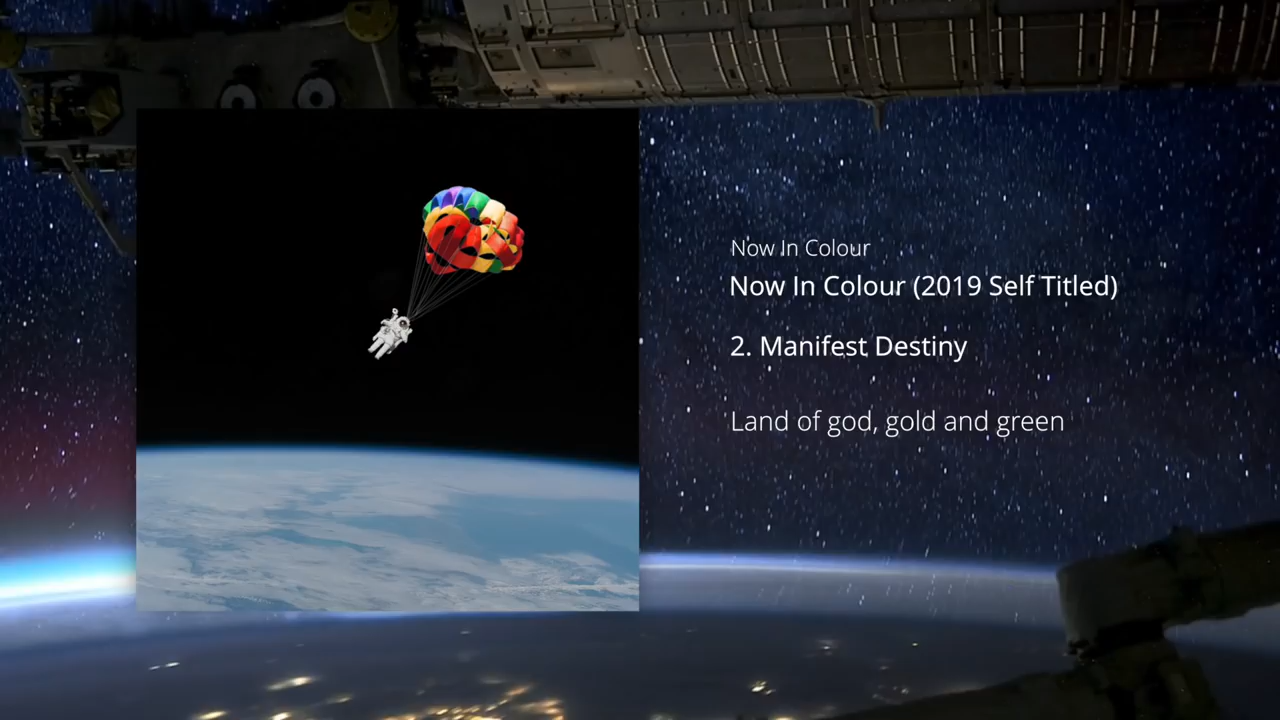 Now In Colour
Now In Colour (2019 Self Titled)
2. Manifest Destiny
Land of god, gold and green